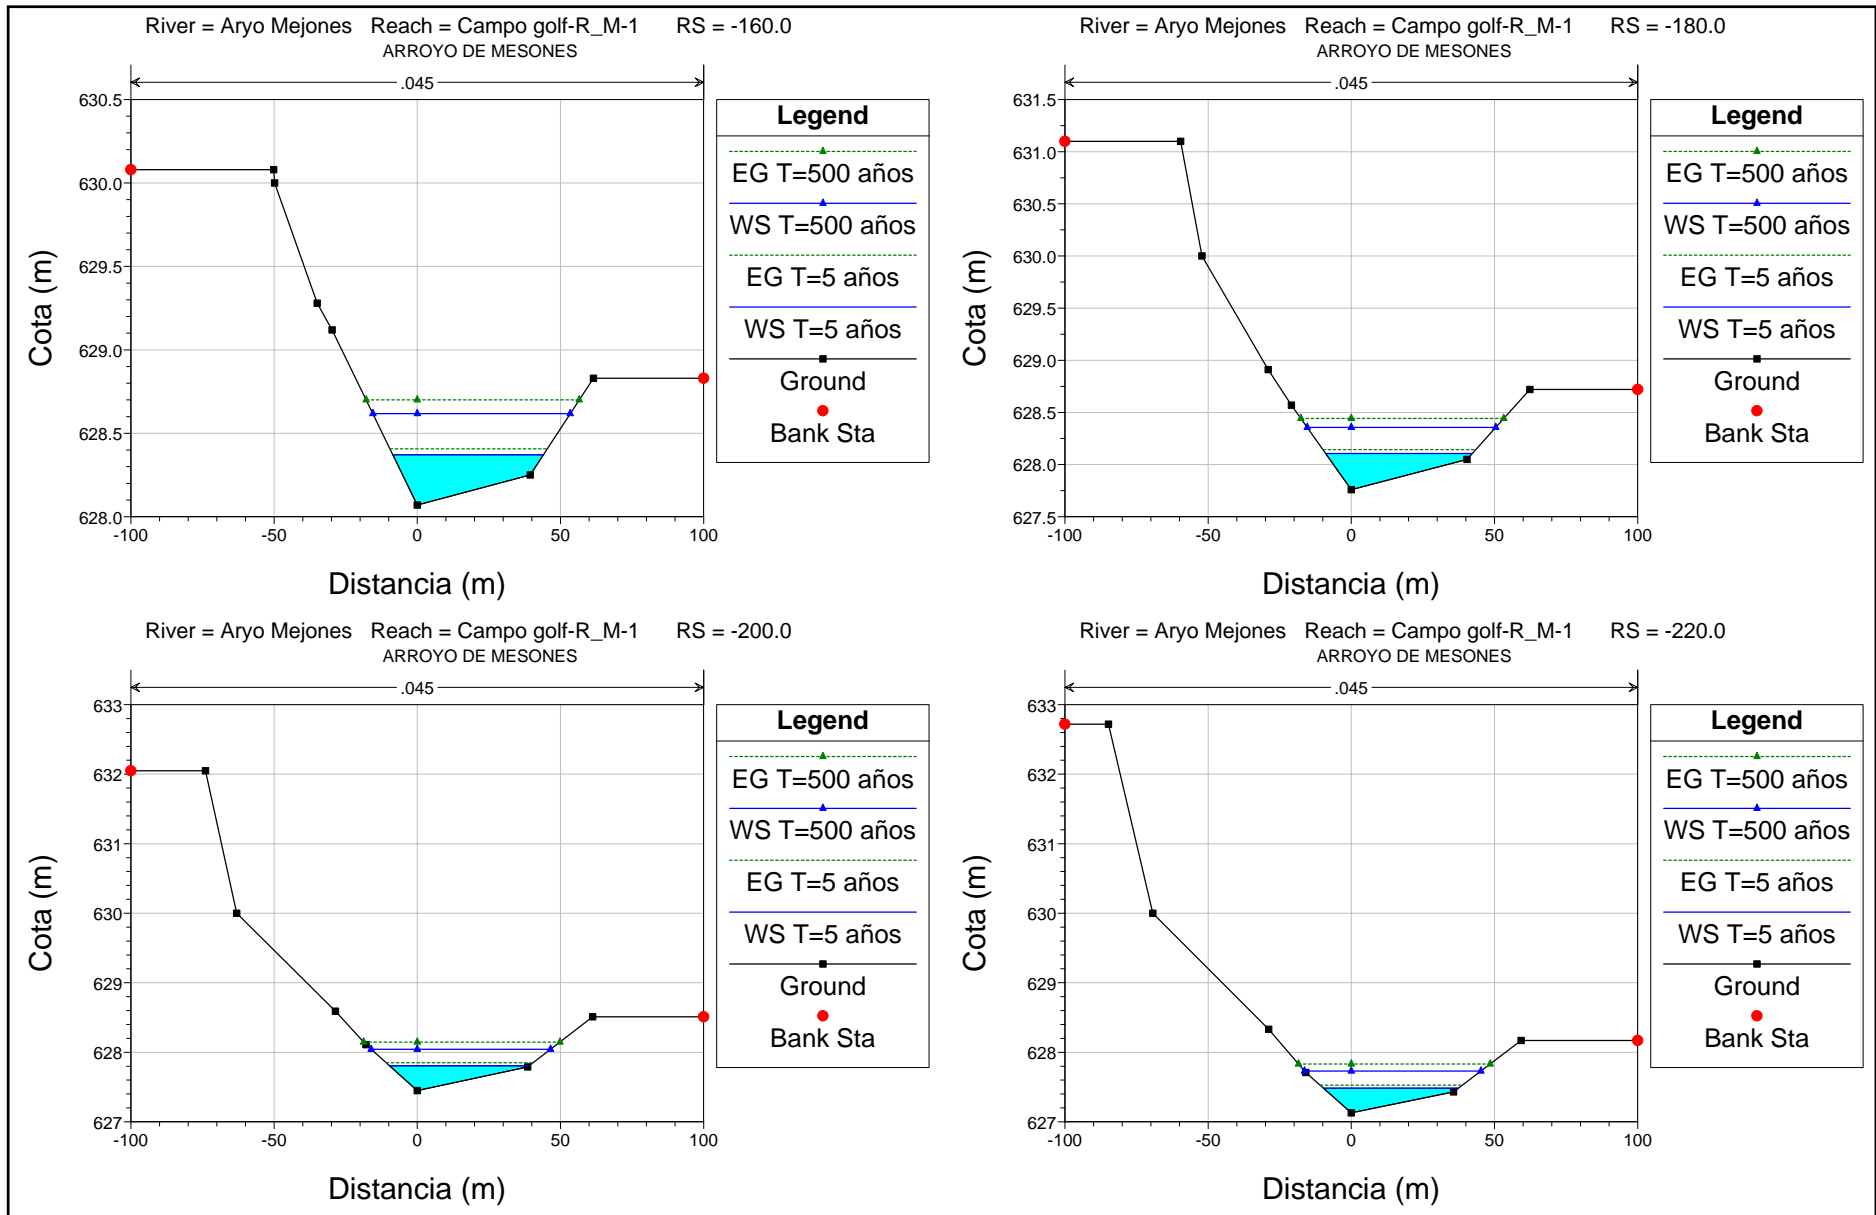 River = Aryo Mejones Reach = Campo golf-R_M-1 RS = -160.0
ARROYO DE MESONES
.045
630.5
630.0
629.5
629.0
628.5
628.0
-100 -50 0 50 100
Cota (m)
Distancia (m)
Legend
EG T=500 años
WS T=500 años
EG T=5 años
WS T=5 años
Ground
Bank Sta
River = Aryo Mejones Reach = Campo golf-R_M-1 RS = -180.0
ARROYO DE MESONES
.045
631.5
631.0
630.5
630.0
629.5
629.0
628.5
628.0
627.5
-100 -50 0 50 100
Cota (m)
Distancia (m)
Legend
EG T=500 años
WS T=500 años
EG T=5 años
WS T=5 años
Ground
Bank Sta
River = Aryo Mejones Reach = Campo golf-R_M-1 RS = -200.0
ARROYO DE MESONES
.045
633
632
631
630
629
628
627
-100 -50 0 50 100
Cota (m)
Distancia (m)
Legend
EG T=500 años
WS T=500 años
EG T=5 años
WS T=5 años
Ground
Bank Sta
River = Aryo Mejones Reach = Campo golf-R_M-1 RS = -220.0
ARROYO DE MESONES
.045
633
632
631
630
629
628
627
-100 -50 0 50 100
Cota (m)
Distancia (m)
Legend
EG T=500 años
WS T=500 años
EG T=5 años
WS T=5 años
Ground
Bank Sta